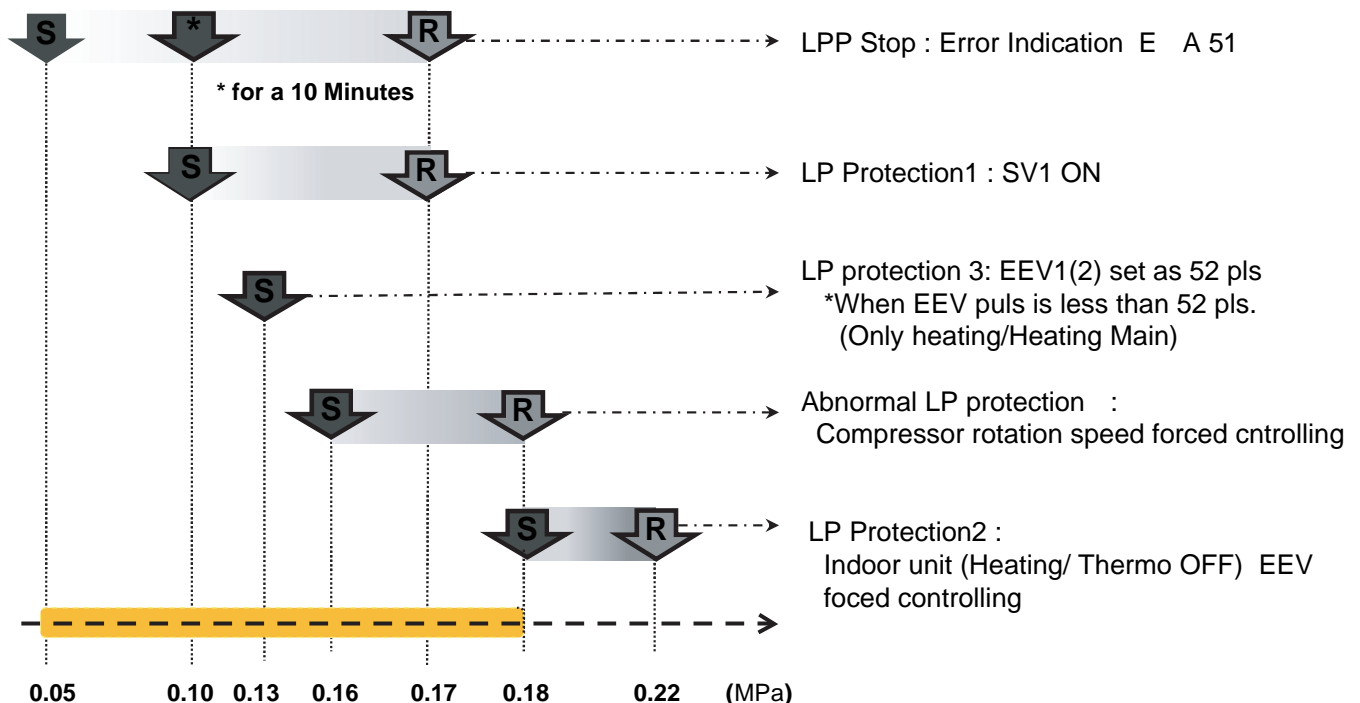 S * R LPP Stop : Error Indication E A 51
* for a 10 Minutes
S R LP Protection1 : SV1 ON
S LP protection 3: EEV1(2) set as 52 pls
*When EEV puls is less than 52 pls.
(Only heating/Heating Main)
S R Abnormal LP protection :
Compressor rotation speed forced cntrolling
S R LP Protection2 :
Indoor unit (Heating/ Thermo OFF) EEV
foced controlling
0.05 0.10 0.13 0.16 0.17 0.18 0.22 (MPa)